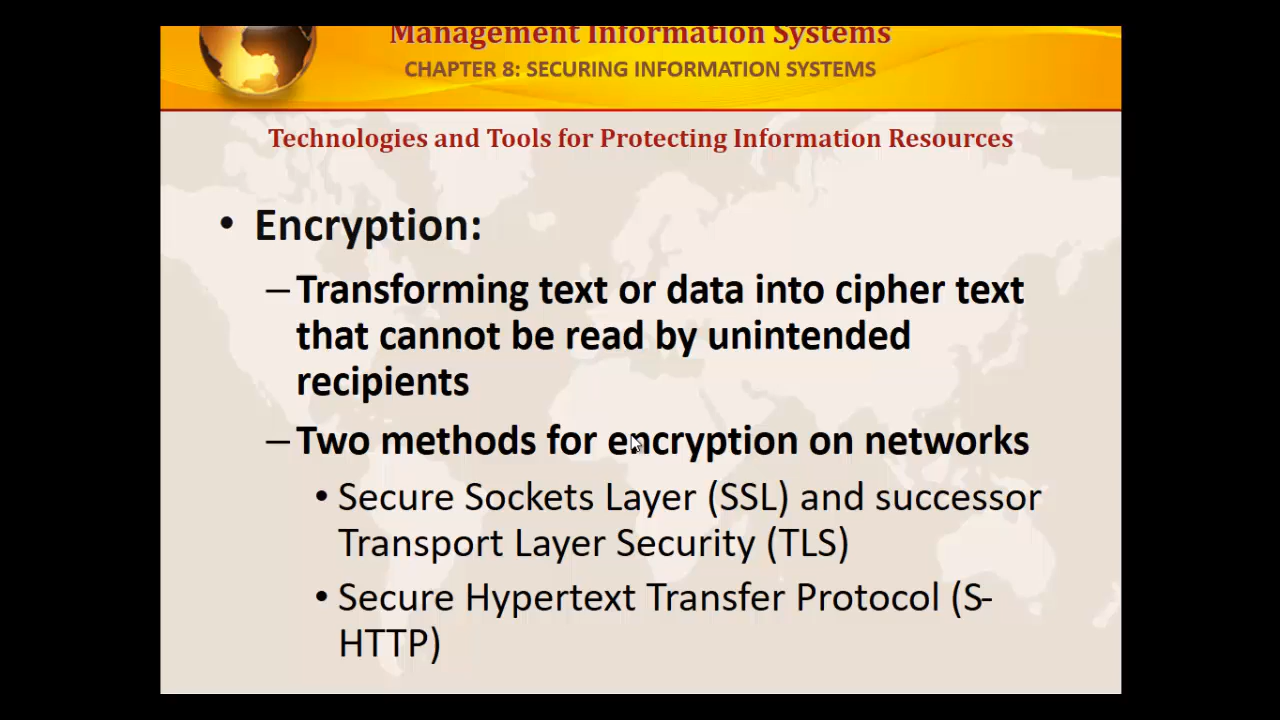 Management Information Systems
CHAPTER 8: SECURING INFORMATION SYSTEMS
Technologies and Tools for Protecting Information Resources
• Encryption:
– Transforming text or data into cipher text
that cannot be read by unintended
recipients
– Two methods for encryption on networks
• Secure Sockets Layer (SSL) and successor
Transport Layer Security (TLS)
• Secure Hypertext Transfer Protocol (S-
HTTP)